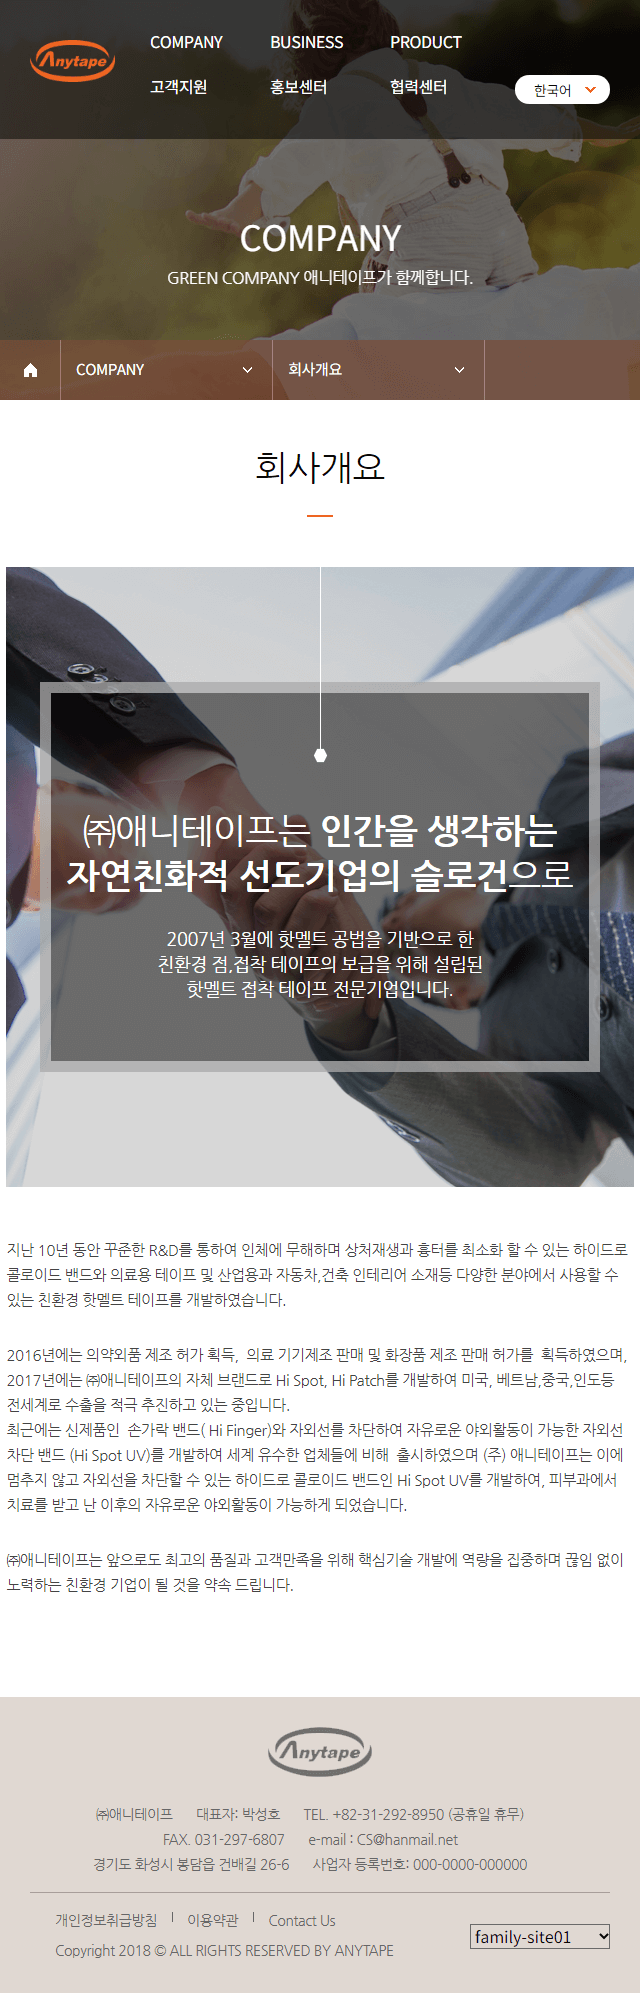 Anytape
COMPANY BUSINESS PRODUCT
고객지원 홍보센터 협력센터
한국어
COMPANY
GREEN COMPANY 애니테이프가 함께합니다.
COMPANY 회사개요
회사개요
㈜애니테이프는 인간을 생각하는
자연친화적 선도기업의 슬로건으로
2007년 3월에 핫멜트 공법을 기반으로 한
친환경 점,접착 테이프의 보급을 위해 설립된
핫멜트 접착 테이프 전문기업입니다.
지난 10년 동안 꾸준한 R&D를 통하여 인체에 무해하며 상처재생과 흉터를 최소화 할 수 있는 하이드로
콜로이드 밴드와 의료용 테이프 및 산업용과 자동차,건축 인테리어 소재등 다양한 분야에서 사용할 수
있는 친환경 핫멜트 테이프를 개발하였습니다.
2016년에는 의약외품 제조 허가 획득, 의료 기기제조 판매 및 화장품 제조 판매 허가를 획득하였으며,
2017년에는 ㈜애니테이프의 자체 브랜드로 Hi Spot, Hi Patch를 개발하여 미국, 베트남,중국,인도등
전세계로 수출을 적극 추진하고 있는 중입니다.
최근에는 신제품인 손가락 밴드( Hi Finger)와 자외선를 차단하여 자유로운 야외활동이 가능한 자외선
차단 밴드 (Hi Spot UV)를 개발하여 세계 유수한 업체들에 비해 출시하였으며 (주) 애니테이프는 이에
멈추지 않고 자외선을 차단할 수 있는 하이드로 콜로이드 밴드인 Hi Spot UV를 개발하여, 피부과에서
치료를 받고 난 이후의 자유로운 야외활동이 가능하게 되었습니다.
㈜애니테이프는 앞으로도 최고의 품질과 고객만족을 위해 핵심기술 개발에 역량을 집중하며 끊임 없이
노력하는 친환경 기업이 될 것을 약속 드립니다.
Anytape
㈜애니테이프 대표자: 박성호 TEL. +82-31-292-8950 (공휴일 휴무)
FAX. 031-297-6807 e-mail : CS@hanmail.net
경기도 화성시 봉담읍 건배길 26-6 사업자 등록번호: 000-0000-000000
개인정보취급방침 이용약관 Contact Us
Copyright 2018 © ALL RIGHTS RESERVED BY ANYTAPE
family-site01